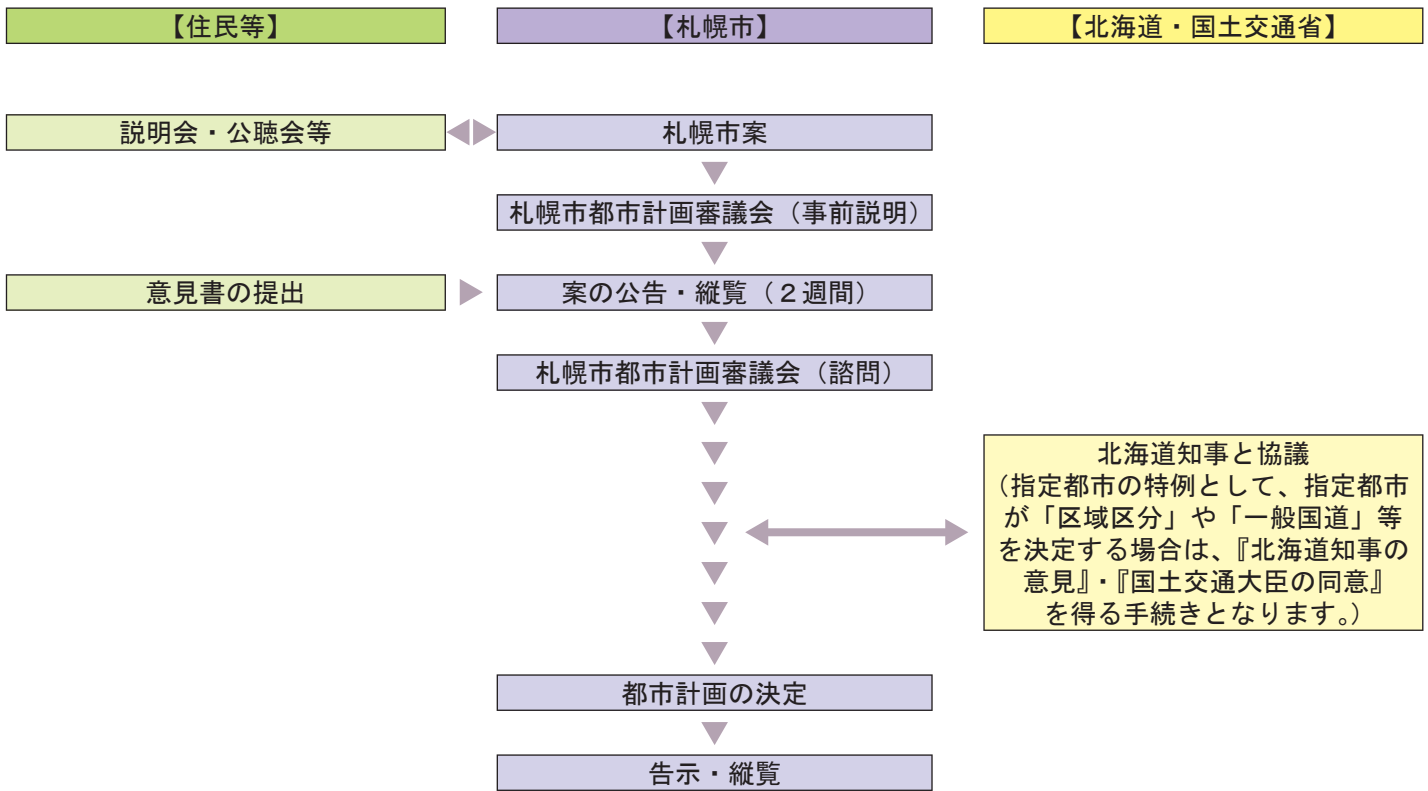 【住民等】
【札幌市】
【北海道・国土交通省】
説明会・公聴会等
札幌市案
札幌市都市計画審議会（事前説明）
意見書の提出
案の公告・縦覧（２週間）
札幌市都市計画審議会（諮問）
北海道知事と協議
（指定都市の特例として、指定都市
が「区域区分」や「一般国道」等
を決定する場合は、『北海道知事の
意見』・『国土交通大臣の同意』
を得る手続きとなります。）
都市計画の決定
告示・縦覧